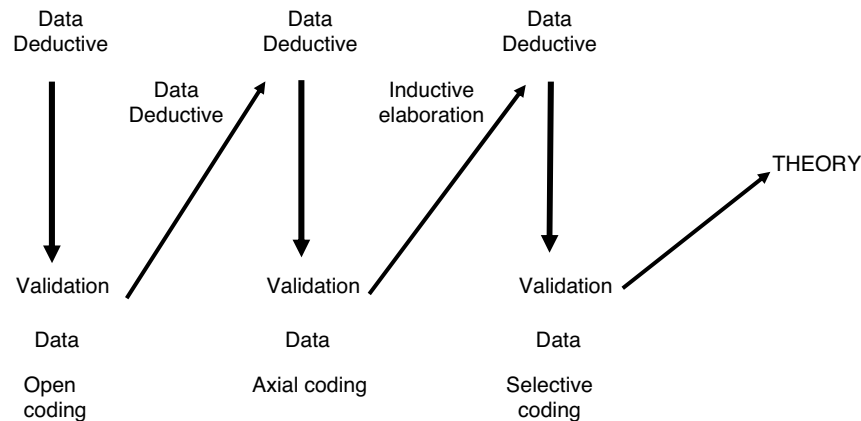 Data
Deductive
Data
Deductive
Data
Deductive
Data
Deductive
Inductive
elaboration
THEORY
Validation
Validation
Validation
Data
Data
Data
Open
coding
Axial coding
Selective
coding